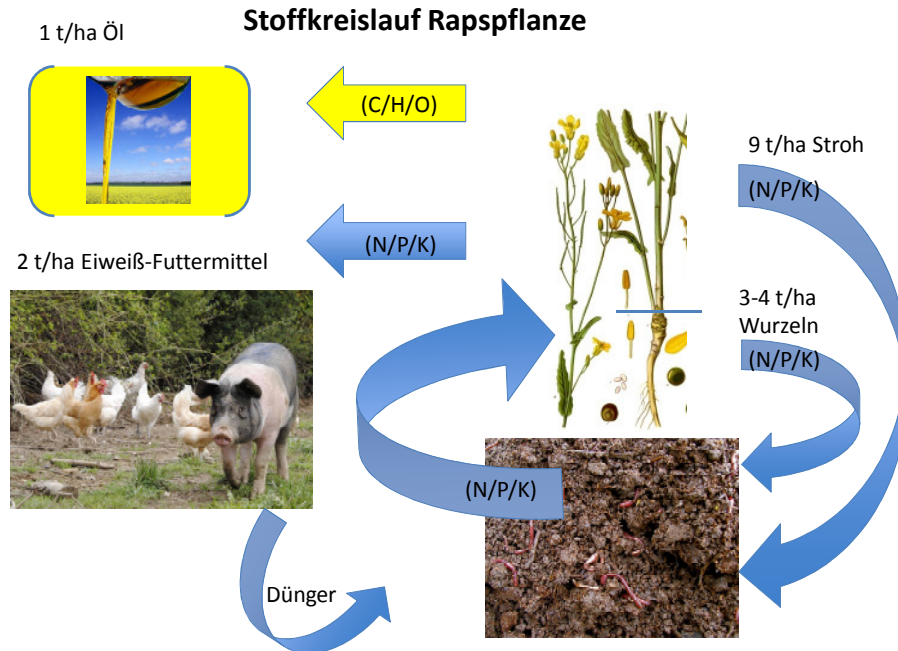 Stoffkreislauf Rapspflanze
1 t/ha Öl
(C/H/O)
9 t/ha Stroh
(N/P/K)
(N/P/K)
2 t/ha Eiweiß-Futtermittel
3-4 t/ha
Wurzeln
(N/P/K)
(N/P/K)
Dünger